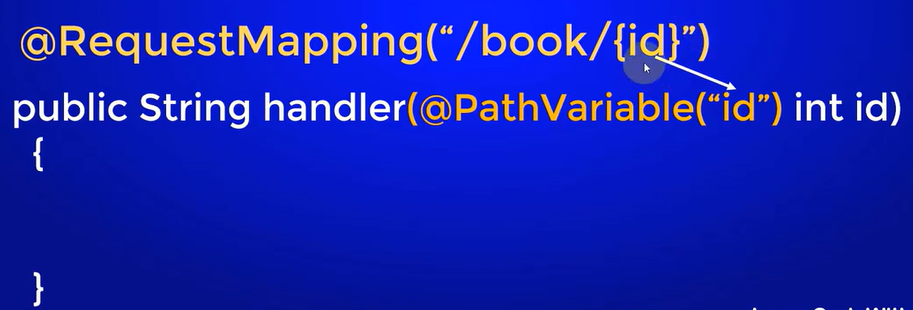 @RequestMapping(“/book/{id}”)
public String handler(@PathVariable(“id”) int id)
{
}